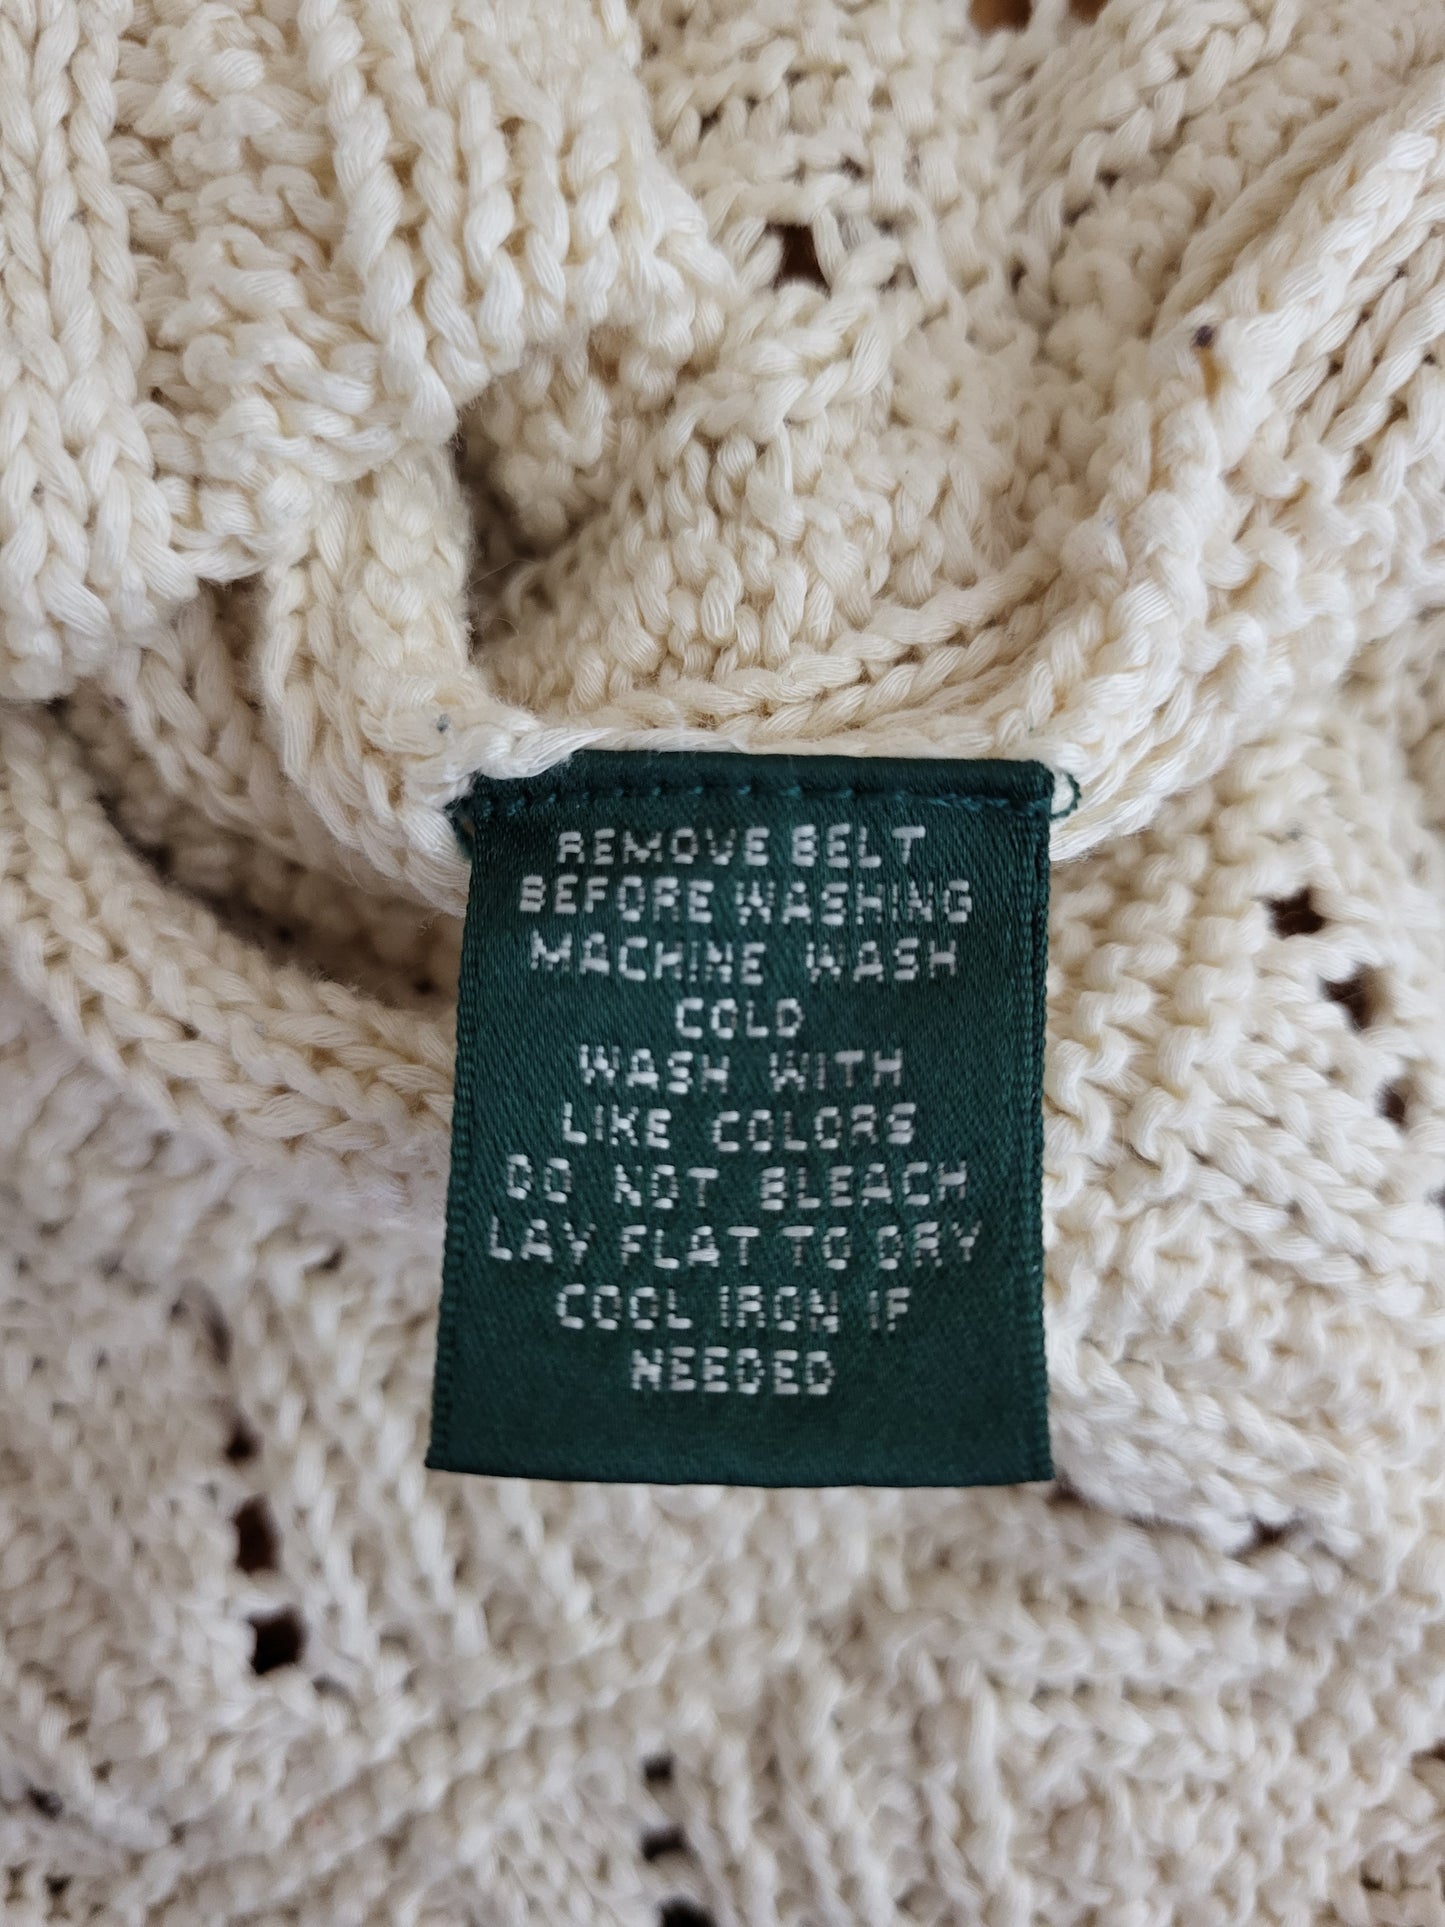 REMOVE BELT
BEFORE WASHING
MACHINE WASH
COLD
WASH WITH
LIKE COLORS
DO NOT BLEACH
LAY FLAT TO DRY
COOL IRON IF
NEEDED